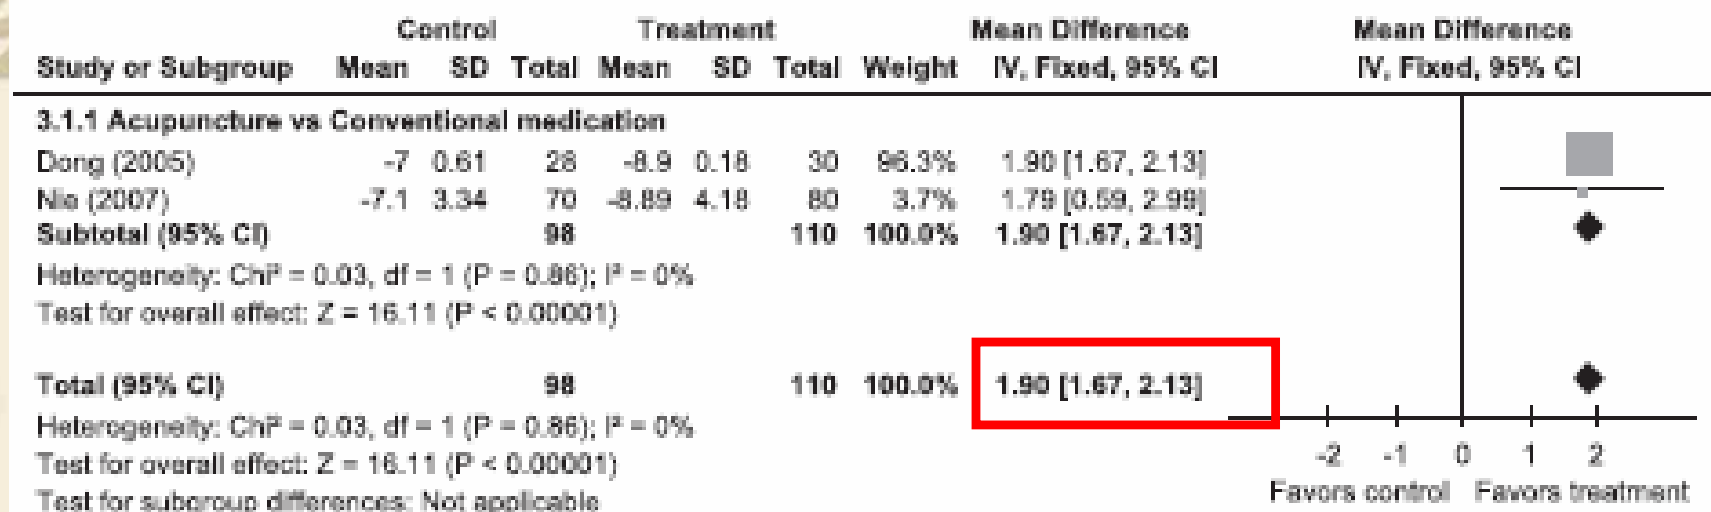 Control Treatment Mean Difference Mean Difference
Study or Subgroup Mean SD Total Mean SD Total Weight IV, Fixed, 95% CI IV, Fixed, 95% CI
3.1.1 Acupuncture vs Conventional medication
Dong (2005) -7 0.61 28 -8.9 0.18 30 96.3% 1.90 [1.67, 2.13]
Nie (2007) -7.1 3.34 70 -8.89 4.18 80 3.7% 1.79 [0.59, 2.99]
Subtotal (95% CI) 98 110 100.0% 1.90 [1.67, 2.13]
Heterogeneity: Chi² = 0.03, df = 1 (P = 0.86); I² = 0%
Test for overall effect: Z = 16.11 (P < 0.00001)
Total (95% CI) 98 110 100.0% 1.90 [1.67, 2.13]
Heterogeneity: Chi² = 0.03, df = 1 (P = 0.86); I² = 0%
Test for overall effect: Z = 16.11 (P < 0.00001)
Test for subgroup differences: Not applicable
-2 -1 0 1 2
Favors control Favors treatment